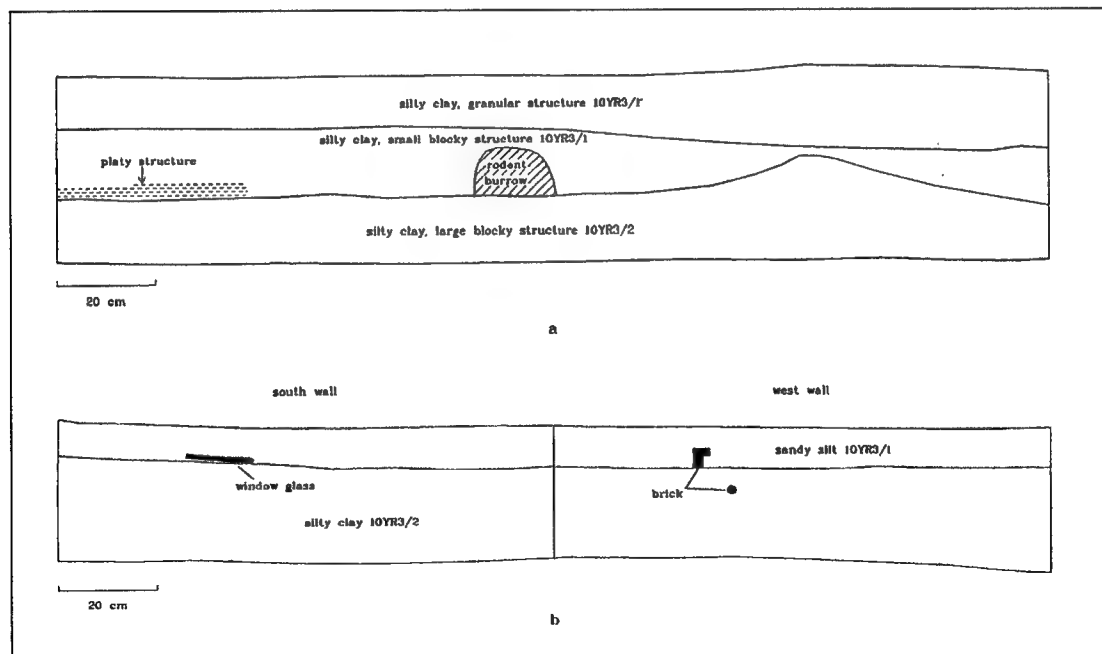 silty clay, granular structure 10YR3/r
silty clay, small blocky structure 10YR3/1
platy structure
rodent
burrow
silty clay, large blocky structure 10YR3/2
20 cm
a
south wall
west wall
sandy silt 10YR3/1
window glass
brick
silty clay 10YR3/2
20 cm
b